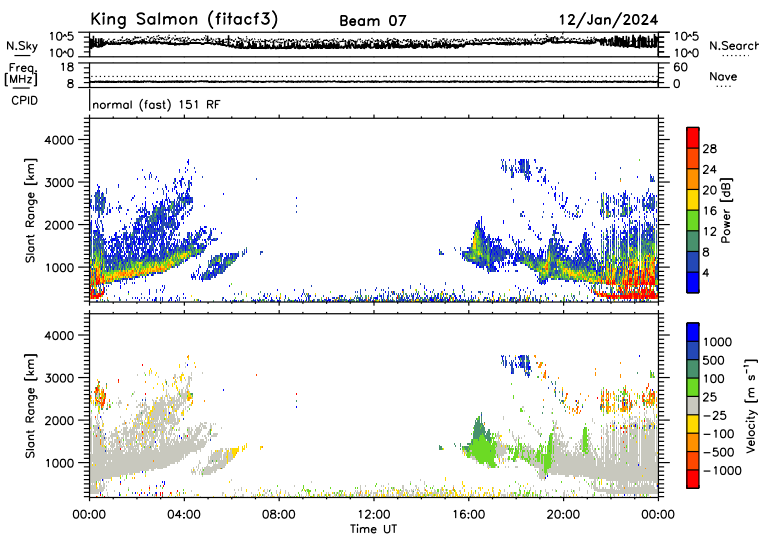 King Salmon (fitacf3) Beam 07 12/Jan/2024
N.Sky 10^5 10^0 10^5 10^0 N.Search
Freq. [MHz] 18 8 60 0 Nave
CPID normal (fast) 151 RF
Slant Range [km] 4000 3000 2000 1000
Power [dB] 28 24 20 16 12 8 4
Slant Range [km] 4000 3000 2000 1000
Velocity [m s⁻¹] 1000 500 100 25 -25 -100 -500 -1000
00:00 04:00 08:00 12:00 16:00 20:00 00:00
Time UT